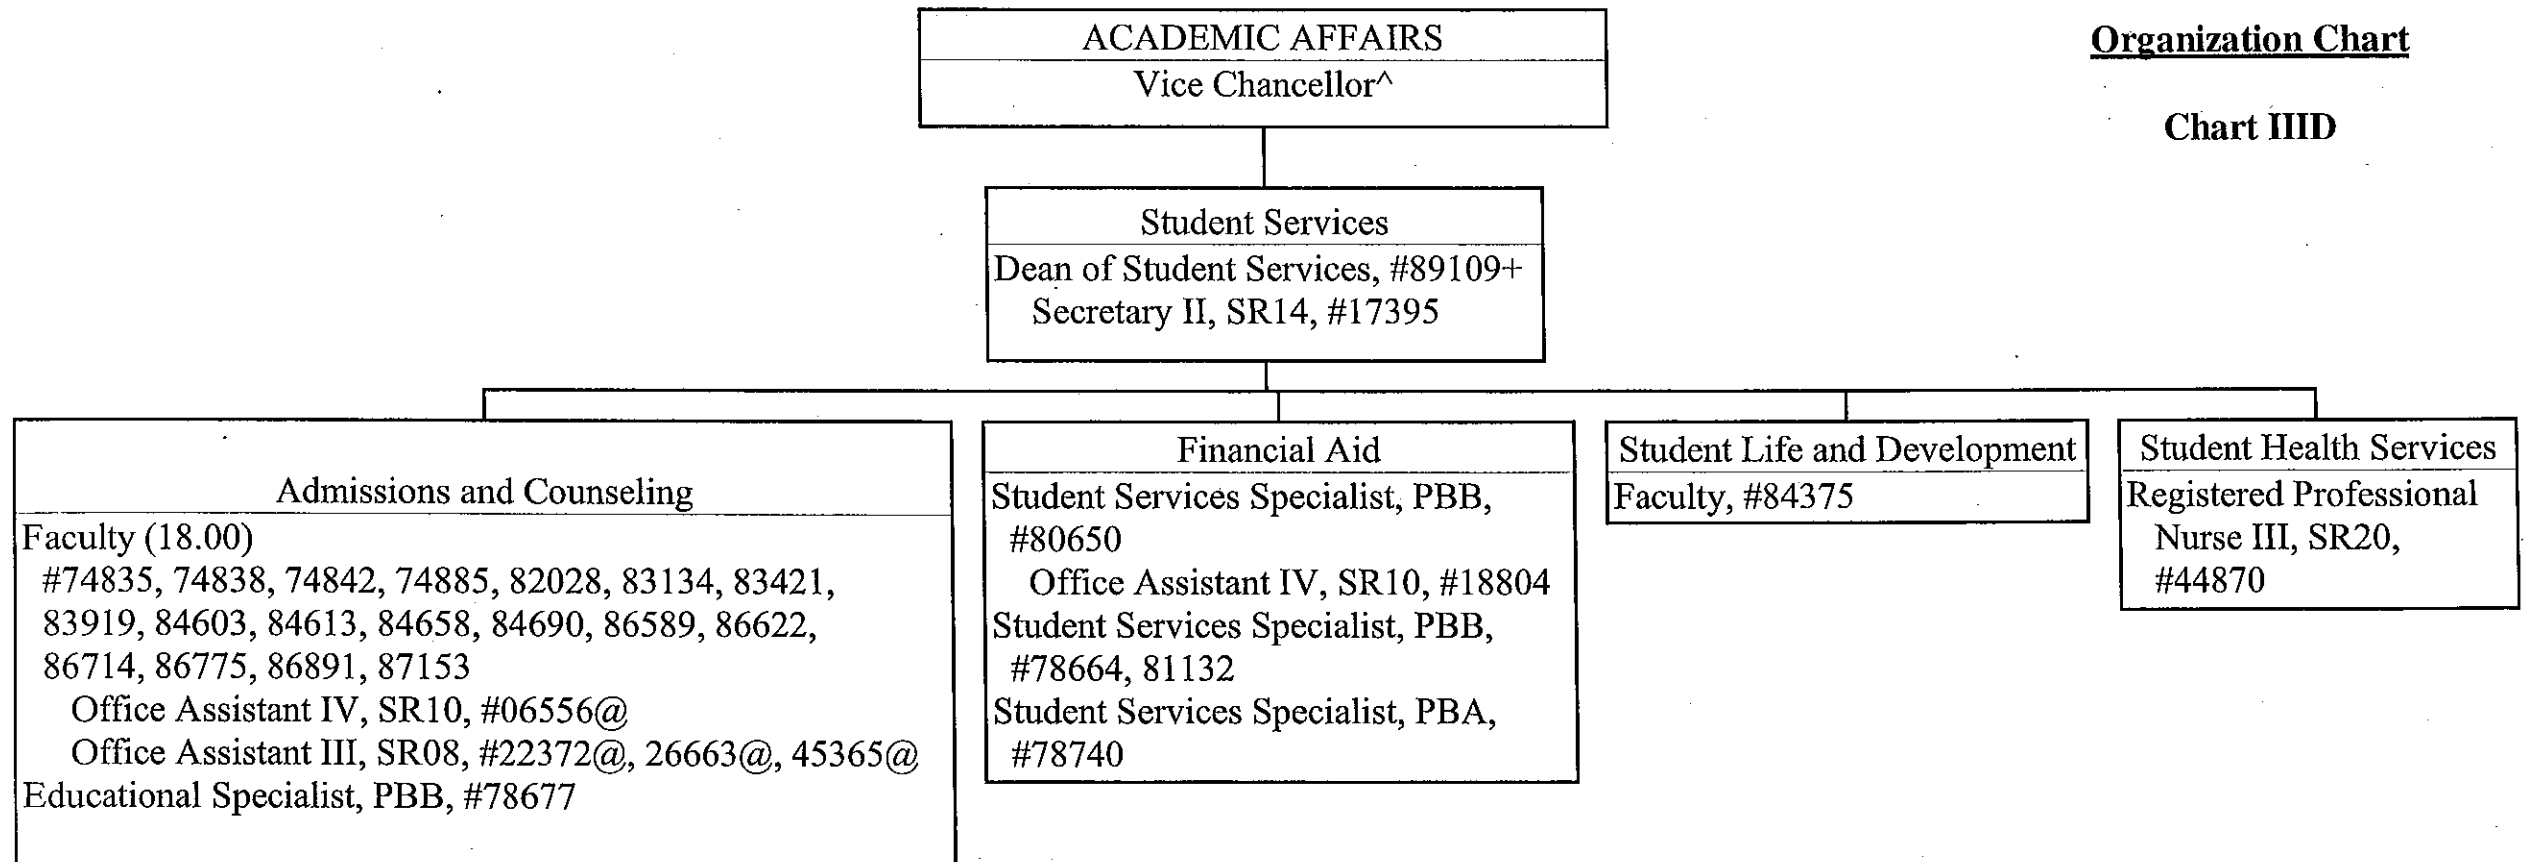 ACADEMIC AFFAIRS
Vice Chancellor^
Organization Chart
Chart IIID
Student Services
Dean of Student Services, #89109+
Secretary II, SR14, #17395
Admissions and Counseling
Faculty (18.00)
#74835, 74838, 74842, 74885, 82028, 83134, 83421,
83919, 84603, 84613, 84658, 84690, 86589, 86622,
86714, 86775, 86891, 87153
Office Assistant IV, SR10, #06556@
Office Assistant III, SR08, #22372@, 26663@, 45365@
Educational Specialist, PBB, #78677
Financial Aid
Student Services Specialist, PBB,
#80650
Office Assistant IV, SR10, #18804
Student Services Specialist, PBB,
#78664, 81132
Student Services Specialist, PBA,
#78740
Student Life and Development
Faculty, #84375
Student Health Services
Registered Professional
Nurse III, SR20,
#44870